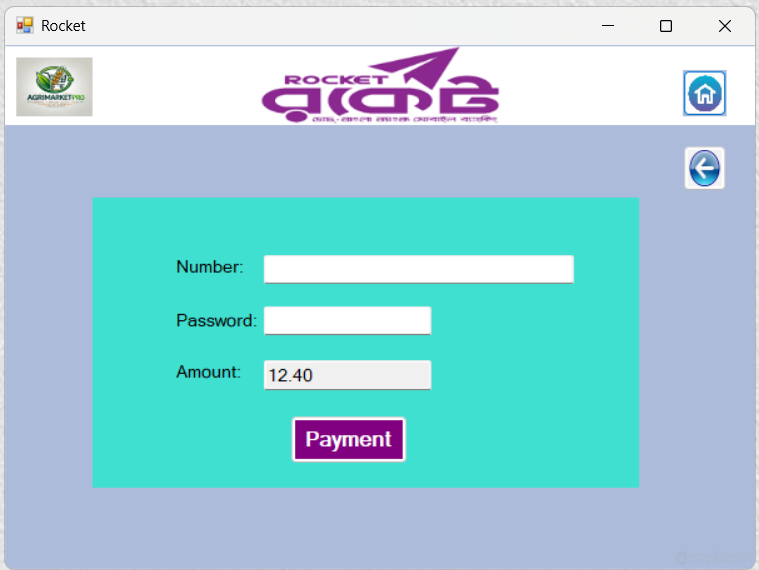 Rocket
AGRIMARKETPRO
ROCKET
রকেট
Number:
Password:
Amount:
12.40
Payment